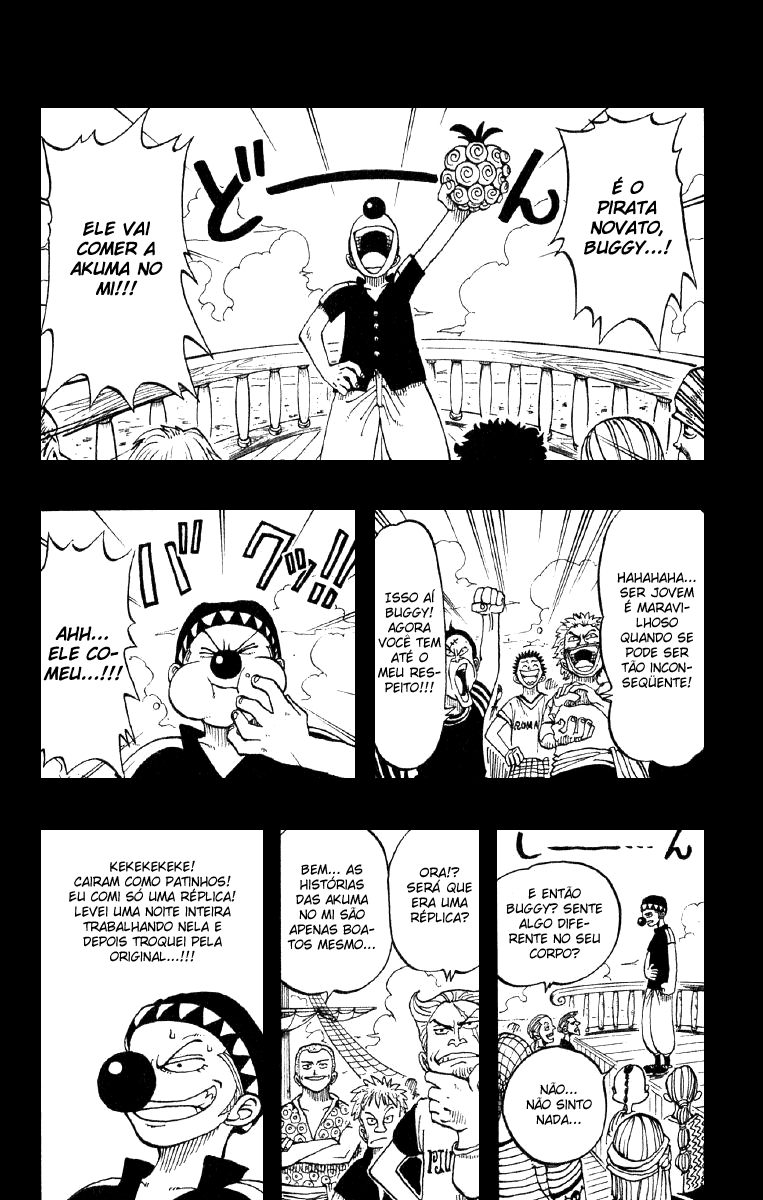 É O
PIRATA
NOVATO,
BUGGY...!
ELE VAI
COMER A
AKUMA NO
MI!!!
どーん
HAHAHAHA...
SER JOVEM
É MARAVI-
LHOSO
QUANDO SE
PODE SER
TÃO INCON-
SEQÜENTE!
ISSO AÍ
BUGGY!
AGORA
VOCÊ TEM
ATÉ O
MEU RES-
PEITO!!!
ROMA
バグッ!!
AHH...
ELE CO-
MEU...!!!
しーん
E ENTÃO
BUGGY? SENTE
ALGO DIFE-
RENTE NO SEU
CORPO?
NÃO...
NÃO SINTO
NADA...
ORA!?
SERÁ QUE
ERA UMA
RÉPLICA?
BEM... AS
HISTÓRIAS
DAS AKUMA
NO MI SÃO
APENAS BOA-
TOS MESMO...
KEKEKEKEKE!
CAIRAM COMO PATINHOS!
EU COMI SÓ UMA RÉPLICA!
LEVEI UMA NOITE INTEIRA
TRABALHANDO NELA E
DEPOIS TROQUEI PELA
ORIGINAL...!!!